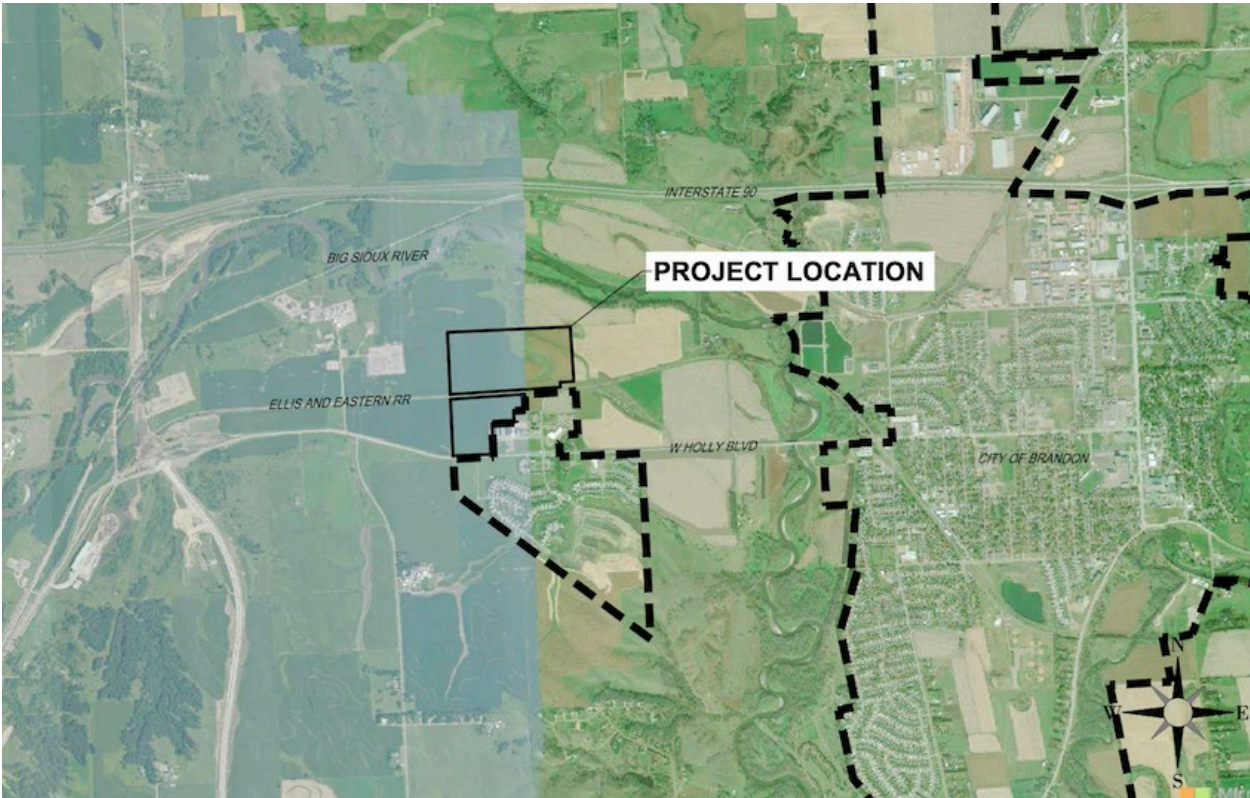 INTERSTATE 90
BIG SIOUX RIVER
PROJECT LOCATION
ELLIS AND EASTERN RR
W HOLLY BLVD
CITY OF BRANDON
N
W
E
S